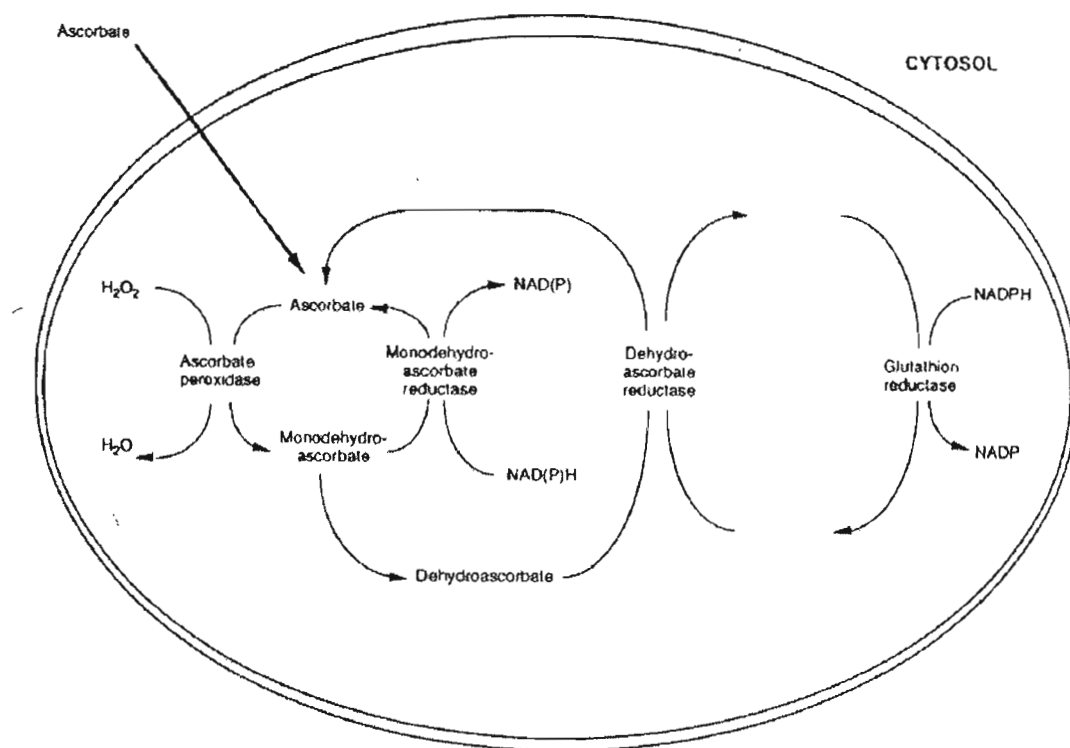 Ascorbate
CYTOSOL
H₂O₂
Ascorbate
NAD(P)
NADPH
Ascorbate
peroxidase
Monodehydro-
ascorbate
reductase
Dehydro-
ascorbate
reductase
Glutathion
reductase
H₂O
Monodehydro-
ascorbate
NAD(P)H
NADP
Dehydroascorbate